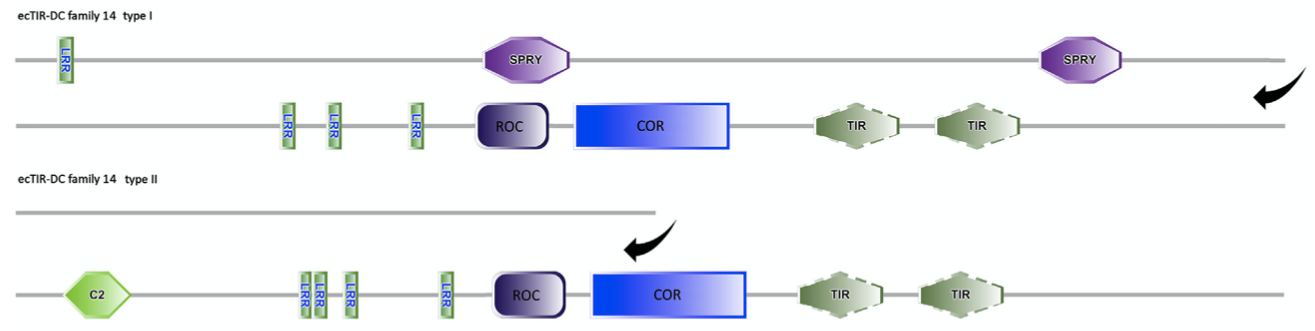 ecTIR-DC family 14 type I
LRR SPRY SPRY
LRR LRR LRR ROC COR TIR TIR
ecTIR-DC family 14 type II
C2 LRR LRR LRR LRR ROC COR TIR TIR